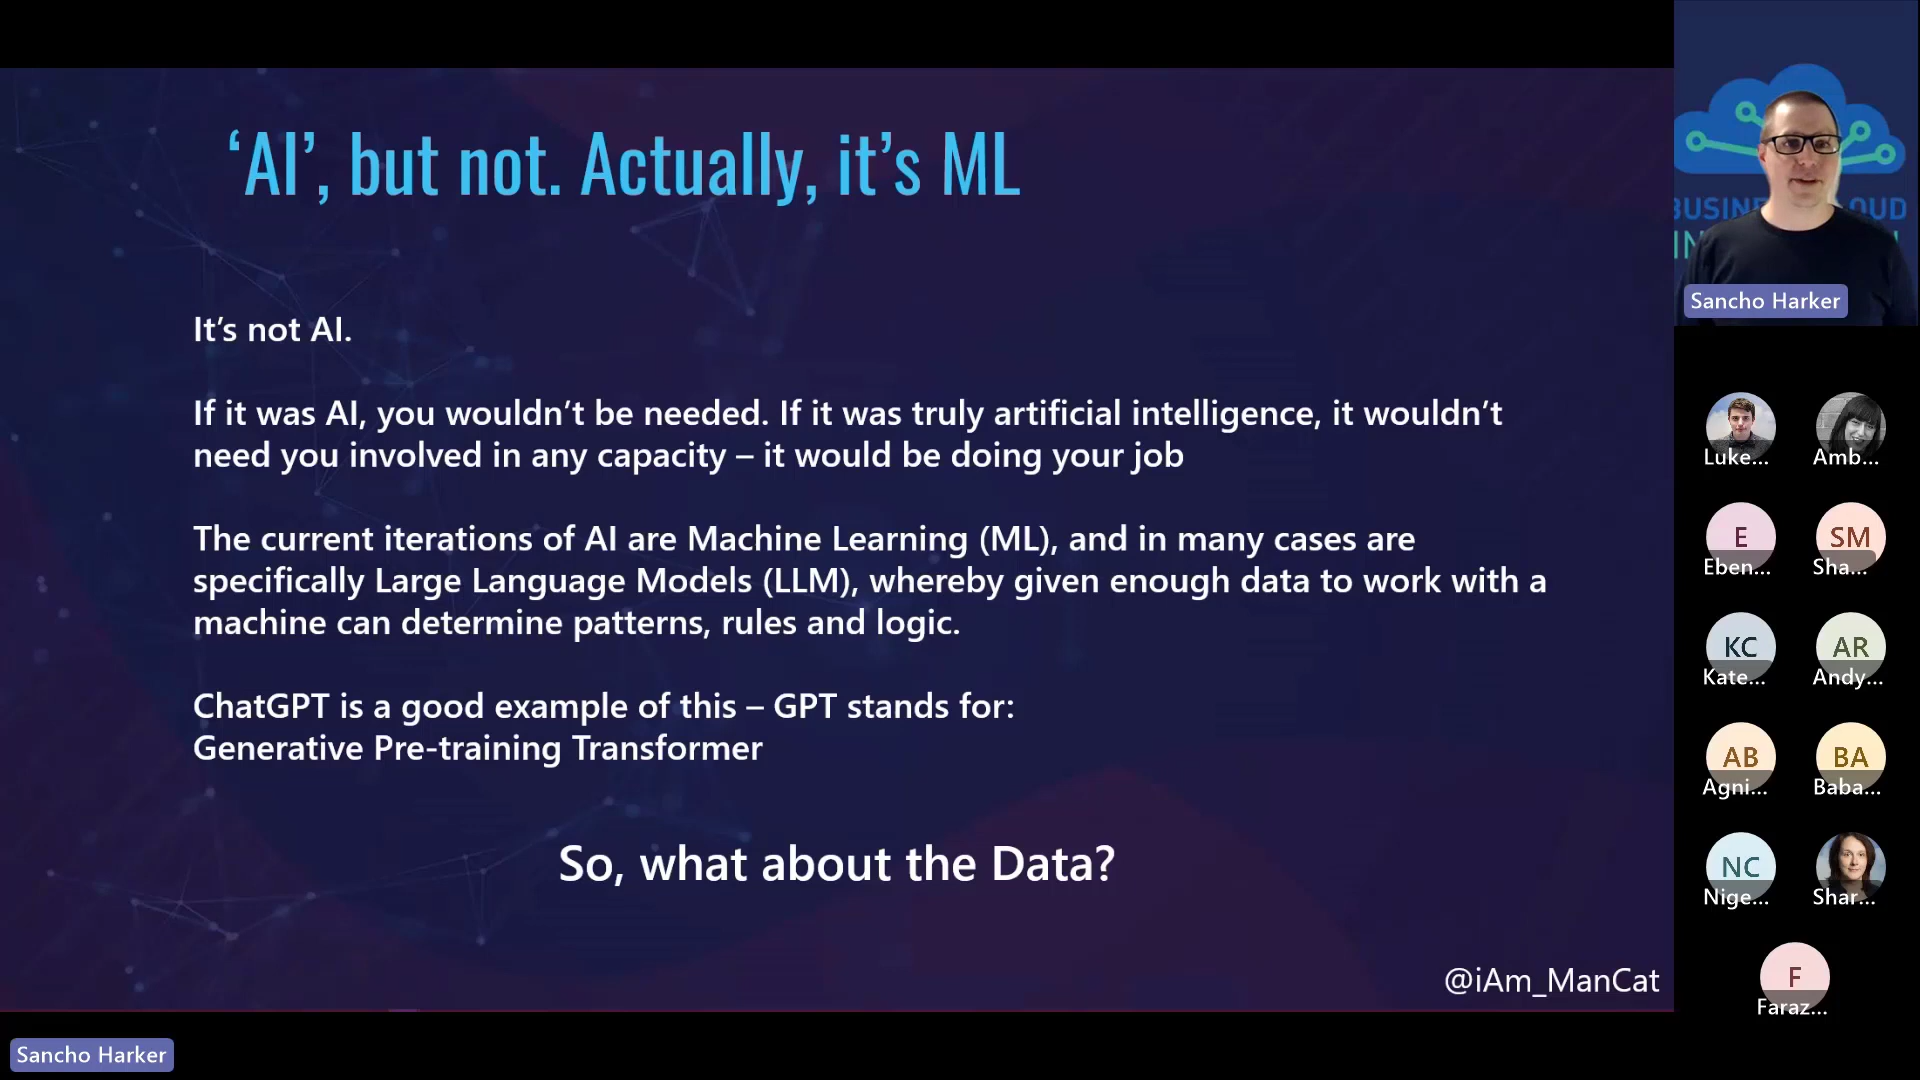 ‘AI’, but not. Actually, it’s ML
It’s not AI.
If it was AI, you wouldn’t be needed. If it was truly artificial intelligence, it wouldn’t
need you involved in any capacity – it would be doing your job
The current iterations of AI are Machine Learning (ML), and in many cases are
specifically Large Language Models (LLM), whereby given enough data to work with a
machine can determine patterns, rules and logic.
ChatGPT is a good example of this – GPT stands for:
Generative Pre-training Transformer
So, what about the Data?
@iAm_ManCat
Sancho Harker
Sancho Harker
Luke...
Amb...
E
Eben...
SM
Sha...
KC
Kate...
AR
Andy...
AB
Agni...
BA
Baba...
NC
Nige...
Shar...
F
Faraz...